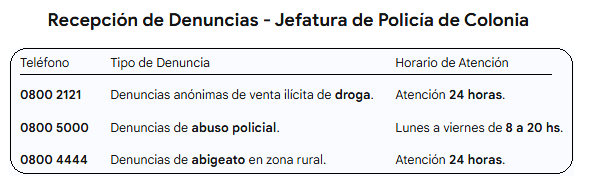 Recepción de Denuncias - Jefatura de Policía de Colonia
Teléfono Tipo de Denuncia Horario de Atención
0800 2121 Denuncias anónimas de venta ilícita de droga. Atención 24 horas.
0800 5000 Denuncias de abuso policial. Lunes a viernes de 8 a 20 hs.
0800 4444 Denuncias de abigeato en zona rural. Atención 24 horas.